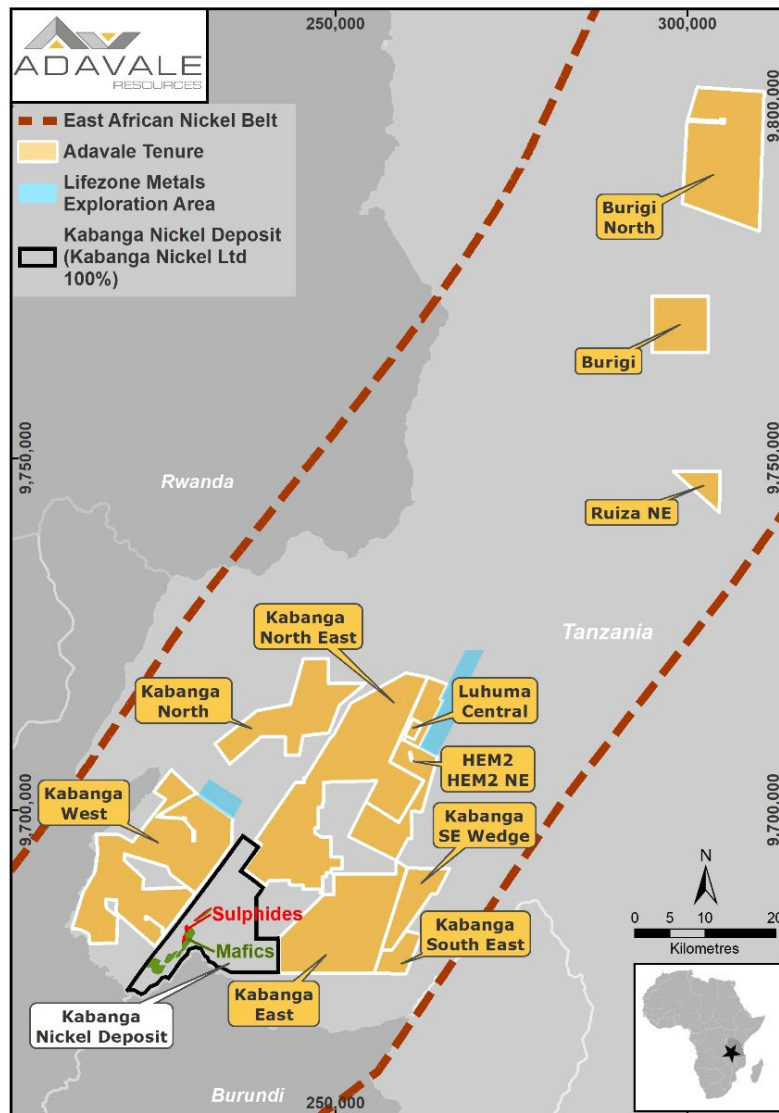 250,000
300,000
ADAVALE
RESOURCES
East African Nickel Belt
Adavale Tenure
Lifezone Metals
Exploration Area
Kabanga Nickel Deposit
(Kabanga Nickel Ltd
100%)
9,800,000
Burigi
North
Burigi
9,750,000
9,750,000
Rwanda
Ruiza NE
Kabanga
North East
Tanzania
Kabanga
North
Luhuma
Central
HEM2
HEM2 NE
Kabanga
West
9,700,000
9,700,000
Kabanga
SE Wedge
N
Sulphides
Mafics
Kabanga
South East
0 5 10 20
Kilometres
Kabanga
East
Kabanga
Nickel Deposit
Burundi
250,000